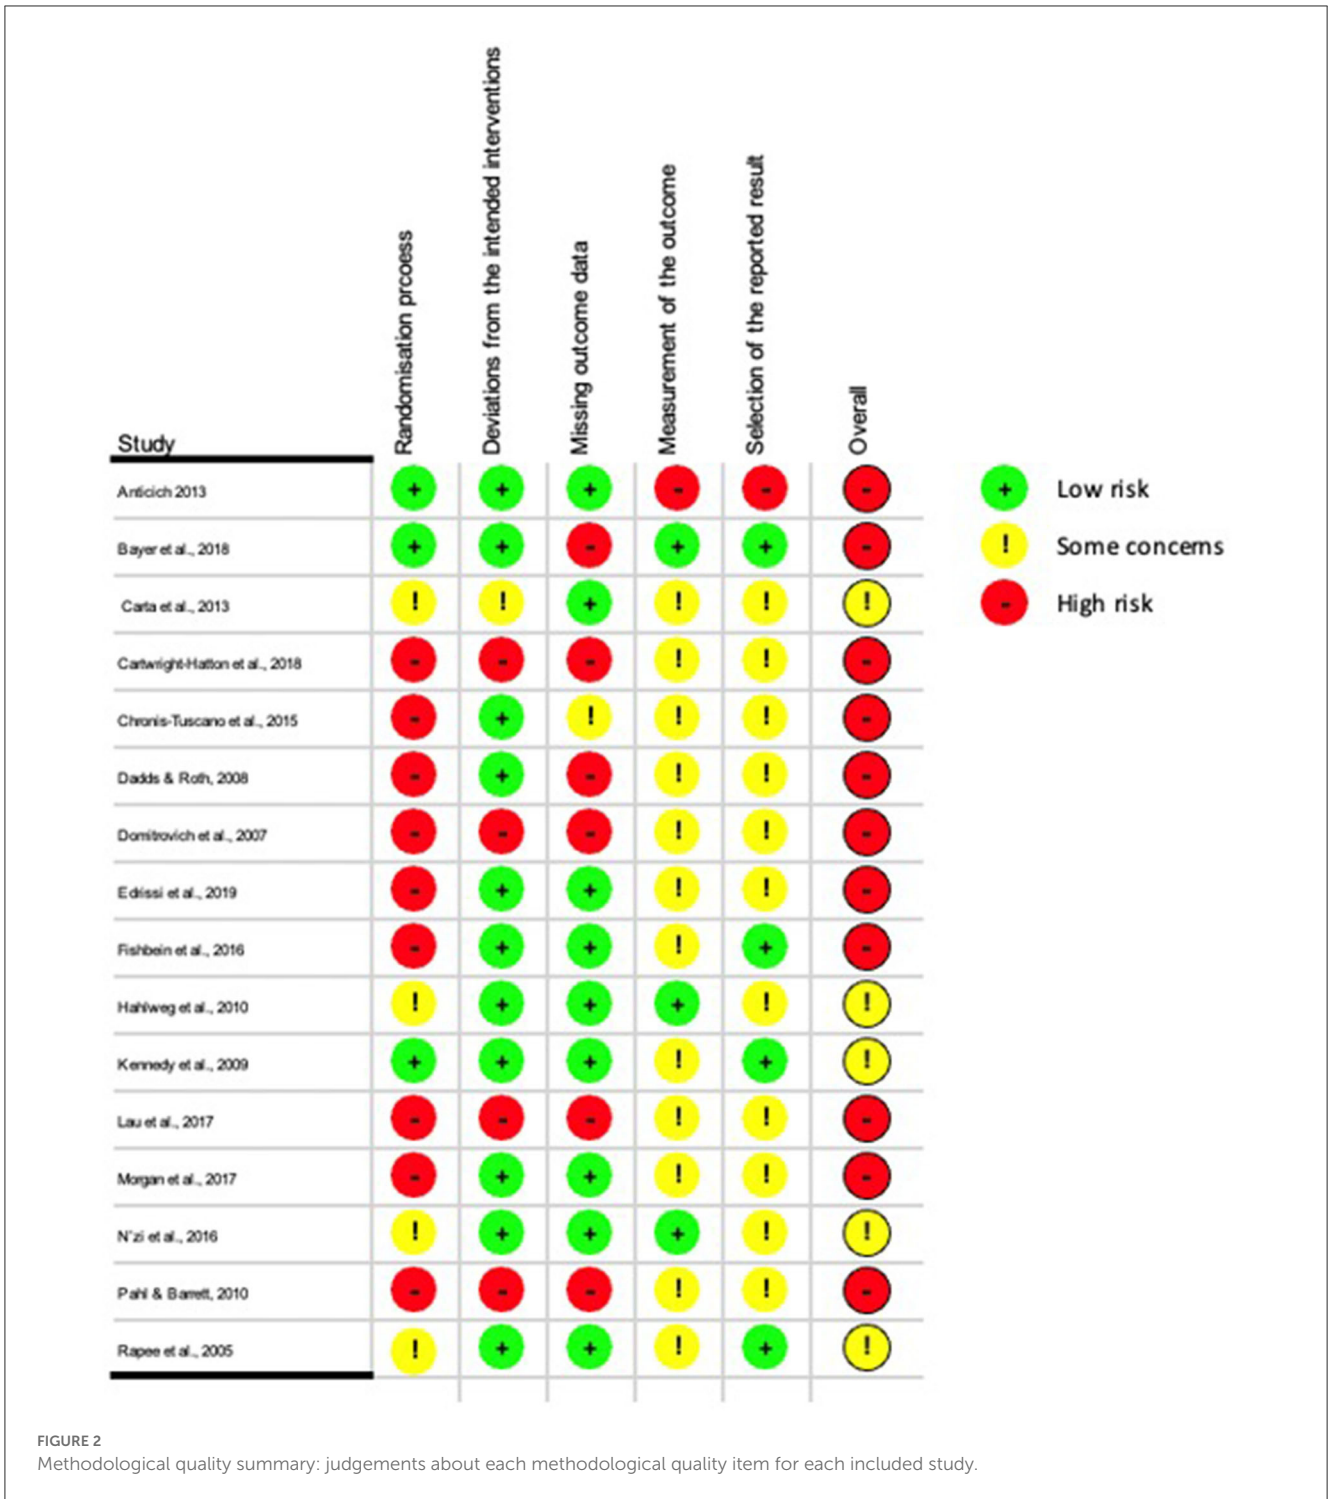 Randomisation prcoess
Deviations from the intended interventions
Missing outcome data
Measurement of the outcome
Selection of the reported result
Overall
Study
Anticich 2013 + + + - - -
Bayer et al., 2018 + + - + + -
Carta et al., 2013 ! ! + ! ! !
Cartwright-Hatton et al., 2018 - - - ! ! -
Chronis-Tuscano et al., 2015 - + ! ! ! -
Dadds & Roth, 2008 - + - ! ! -
Domitrovich et al., 2007 - - - ! ! -
Edrissi et al., 2019 - + + ! ! -
Fishbein et al., 2016 - + + ! + -
Hahlweg et al., 2010 ! + + + ! !
Kennedy et al., 2009 + + + ! + !
Lau et al., 2017 - - - ! ! -
Morgan et al., 2017 - + + ! ! -
N'zi et al., 2016 ! + + + ! !
Pahl & Barrett, 2010 - - - ! ! -
Rapee et al., 2005 ! + + ! + !
+ Low risk
! Some concerns
- High risk
FIGURE 2
Methodological quality summary: judgements about each methodological quality item for each included study.